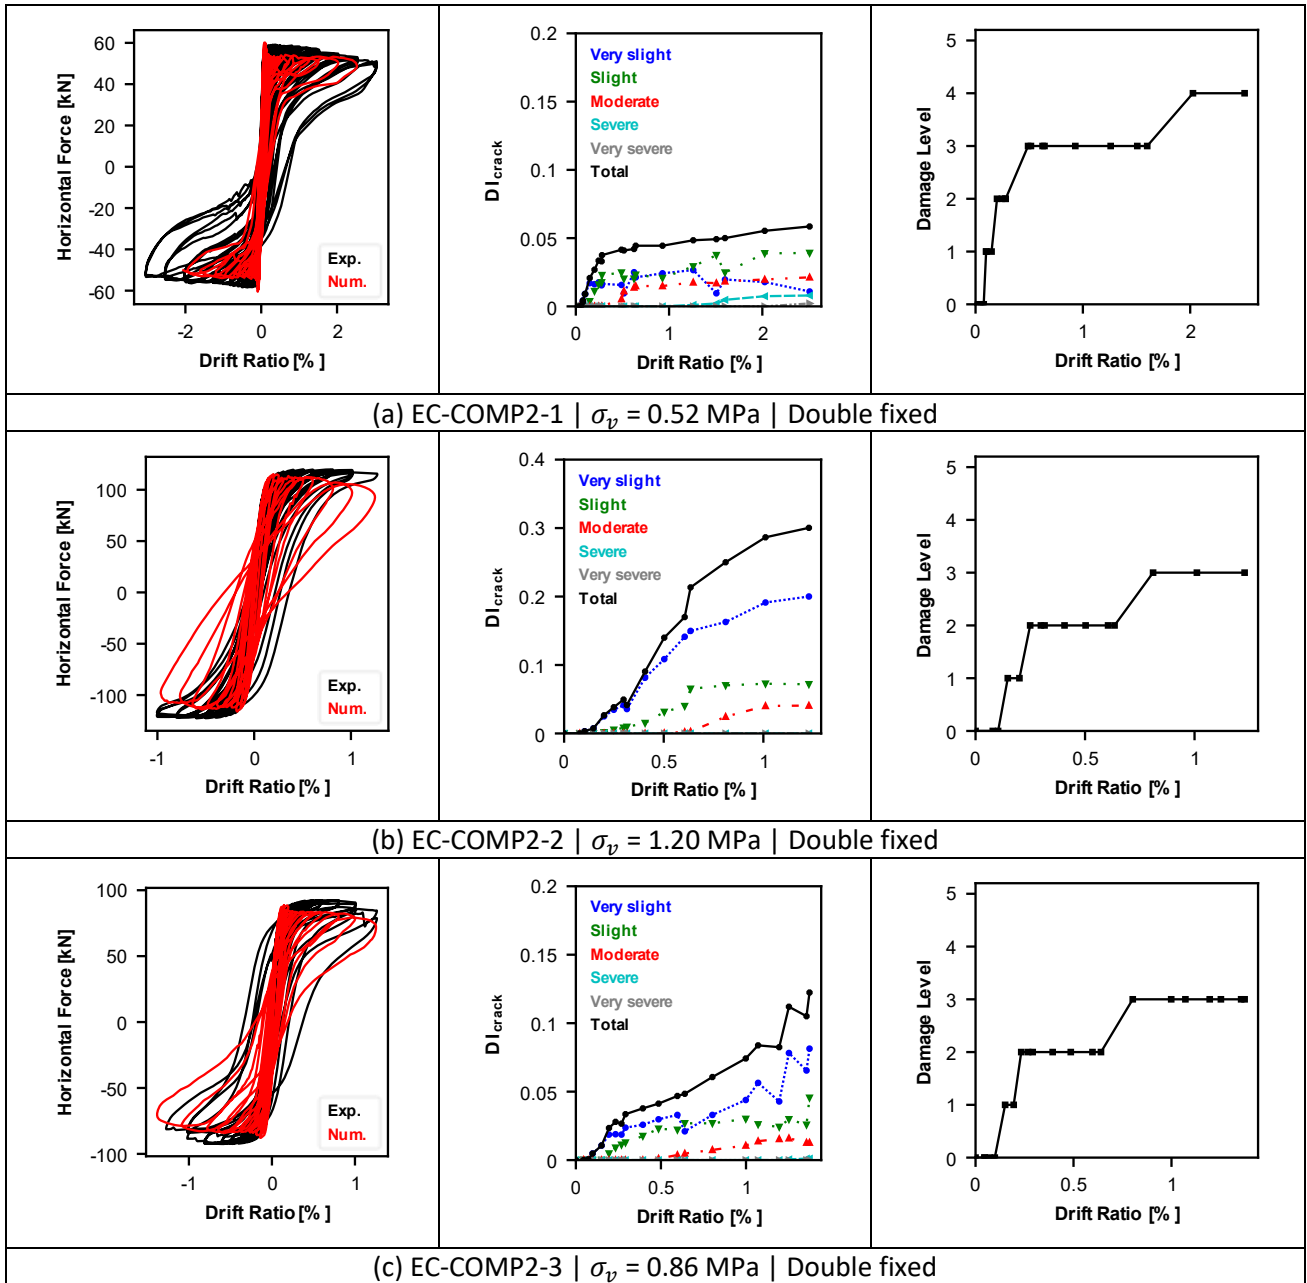 60
40
20
0
-20
-40
-60
Horizontal Force [kN]
Exp.
Num.
-2
0
2
Drift Ratio [% ]
0.2
0.15
0.1
0.05
0
DI_crack
Very slight
Slight
Moderate
Severe
Very severe
Total
0
1
2
Drift Ratio [% ]
5
4
3
2
1
0
Damage Level
0
1
2
Drift Ratio [% ]
(a) EC-COMP2-1 | σ_v = 0.52 MPa | Double fixed
100
50
0
-50
-100
Horizontal Force [kN]
Exp.
Num.
-1
0
1
Drift Ratio [% ]
0.4
0.3
0.2
0.1
0
DI_crack
Very slight
Slight
Moderate
Severe
Very severe
Total
0
0.5
1
Drift Ratio [% ]
5
4
3
2
1
0
Damage Level
0
0.5
1
Drift Ratio [% ]
(b) EC-COMP2-2 | σ_v = 1.20 MPa | Double fixed
100
50
0
-50
-100
Horizontal Force [kN]
Exp.
Num.
-1
0
1
Drift Ratio [% ]
0.2
0.15
0.1
0.05
0
DI_crack
Very slight
Slight
Moderate
Severe
Very severe
Total
0
0.5
1
Drift Ratio [% ]
5
4
3
2
1
0
Damage Level
0
0.5
1
Drift Ratio [% ]
(c) EC-COMP2-3 | σ_v = 0.86 MPa | Double fixed